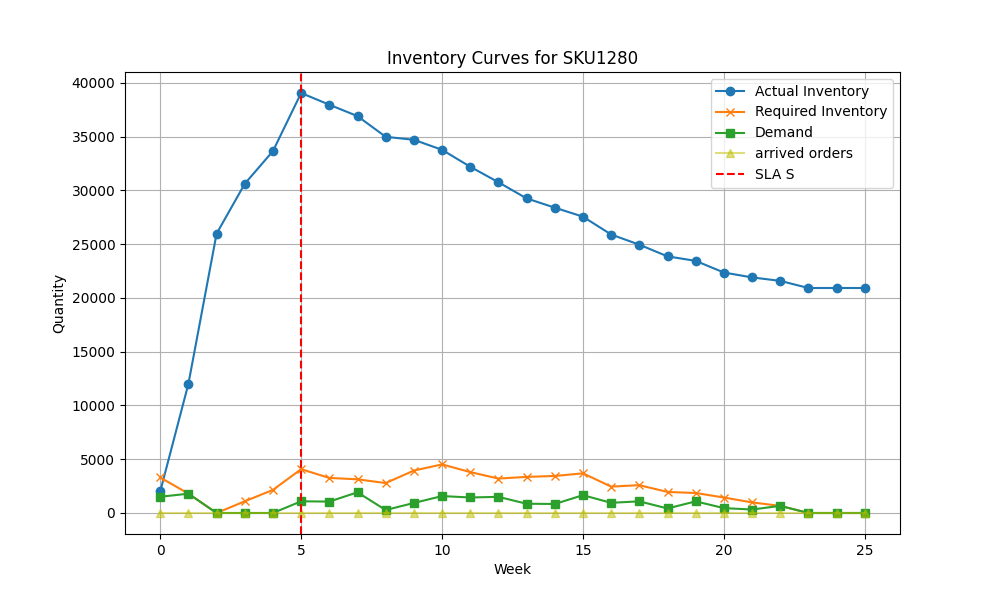 Inventory Curves for SKU1280
Actual Inventory
Required Inventory
Demand
arrived orders
SLA S
40000
35000
30000
25000
20000
15000
10000
5000
0
Quantity
0 5 10 15 20 25
Week